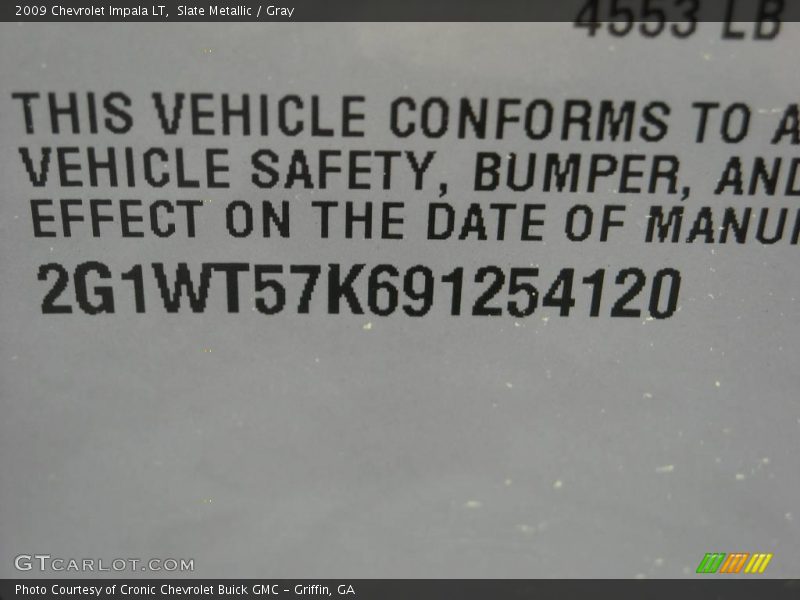 2009 Chevrolet Impala LT, Slate Metallic / Gray
4553 LB
THIS VEHICLE CONFORMS TO A
VEHICLE SAFETY, BUMPER, AND
EFFECT ON THE DATE OF MANUF
2G1WT57K691254120
GTCARLOT.COM
Photo Courtesy of Cronic Chevrolet Buick GMC – Griffin, GA